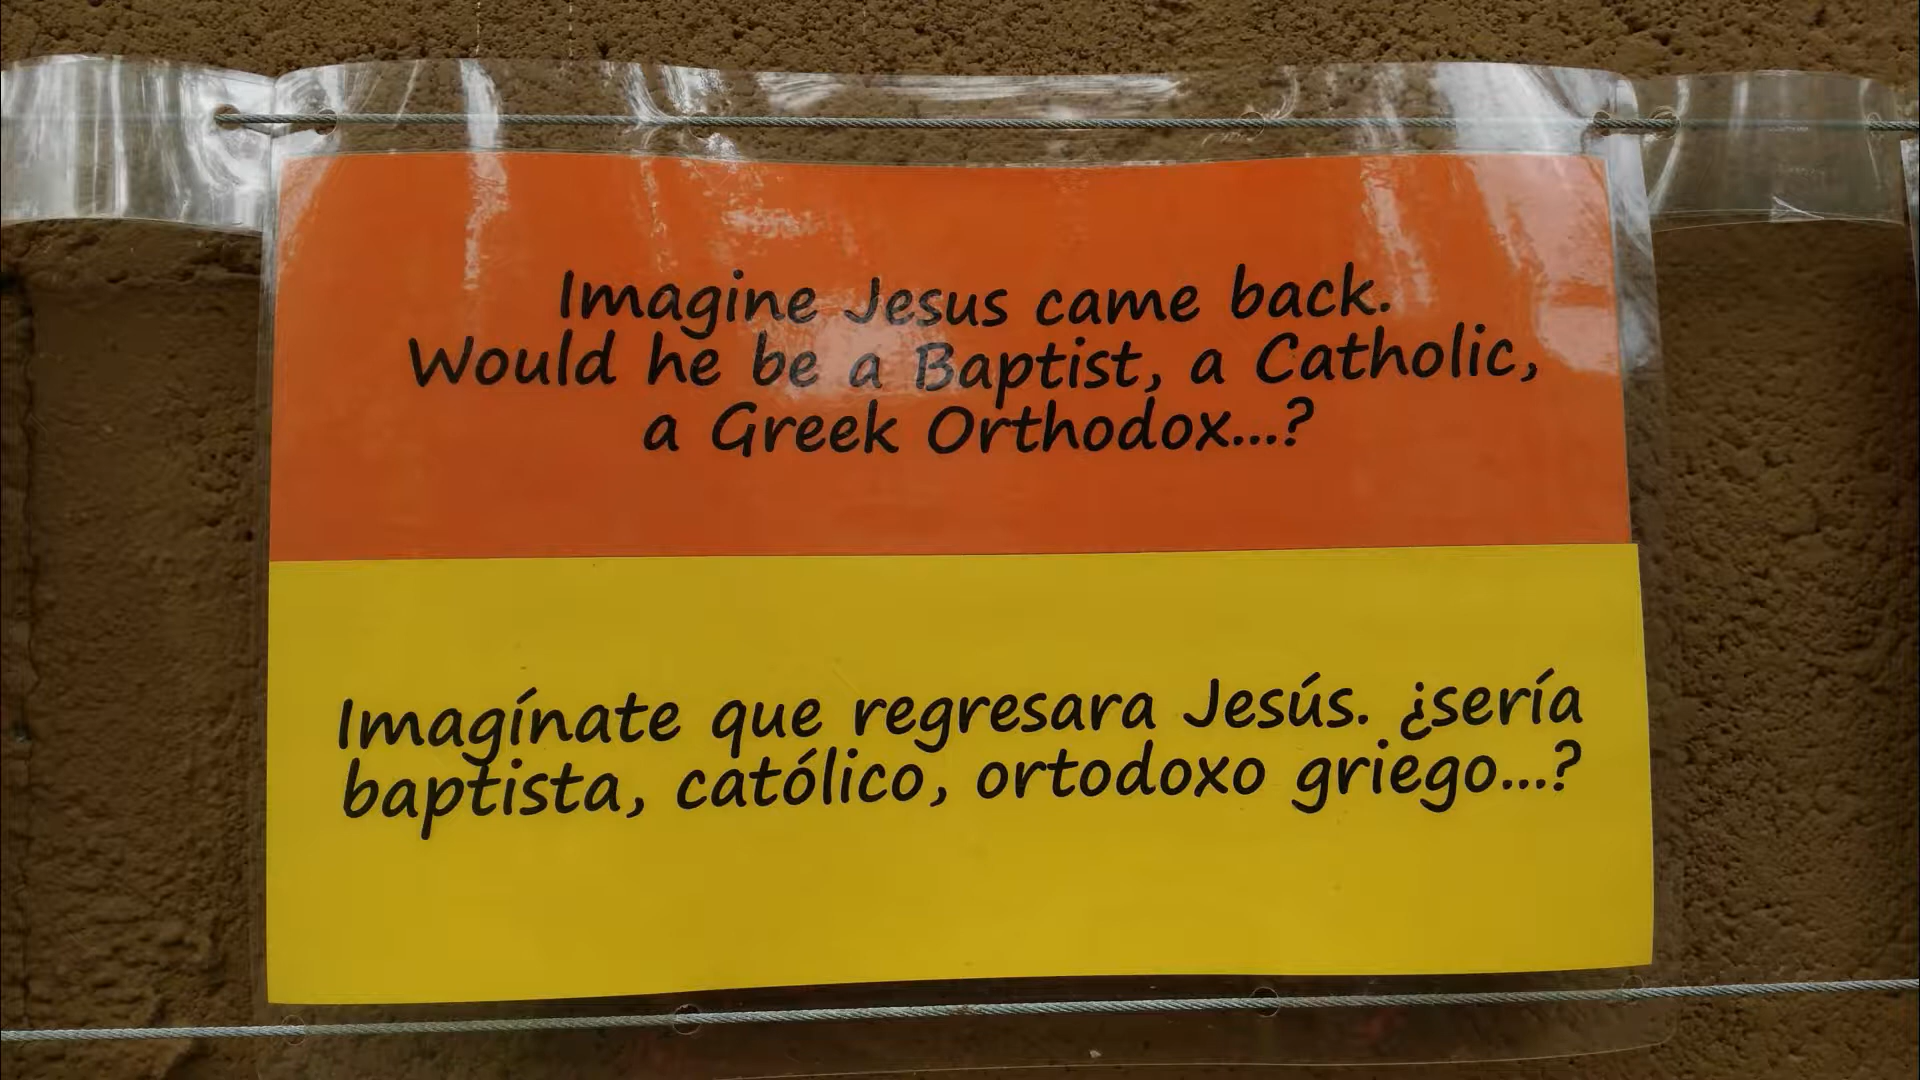 Imagine Jesus came back.
Would he be a Baptist, a Catholic,
a Greek Orthodox...?
Imagínate que regresara Jesús. ¿sería
baptista, católico, ortodoxo griego...?